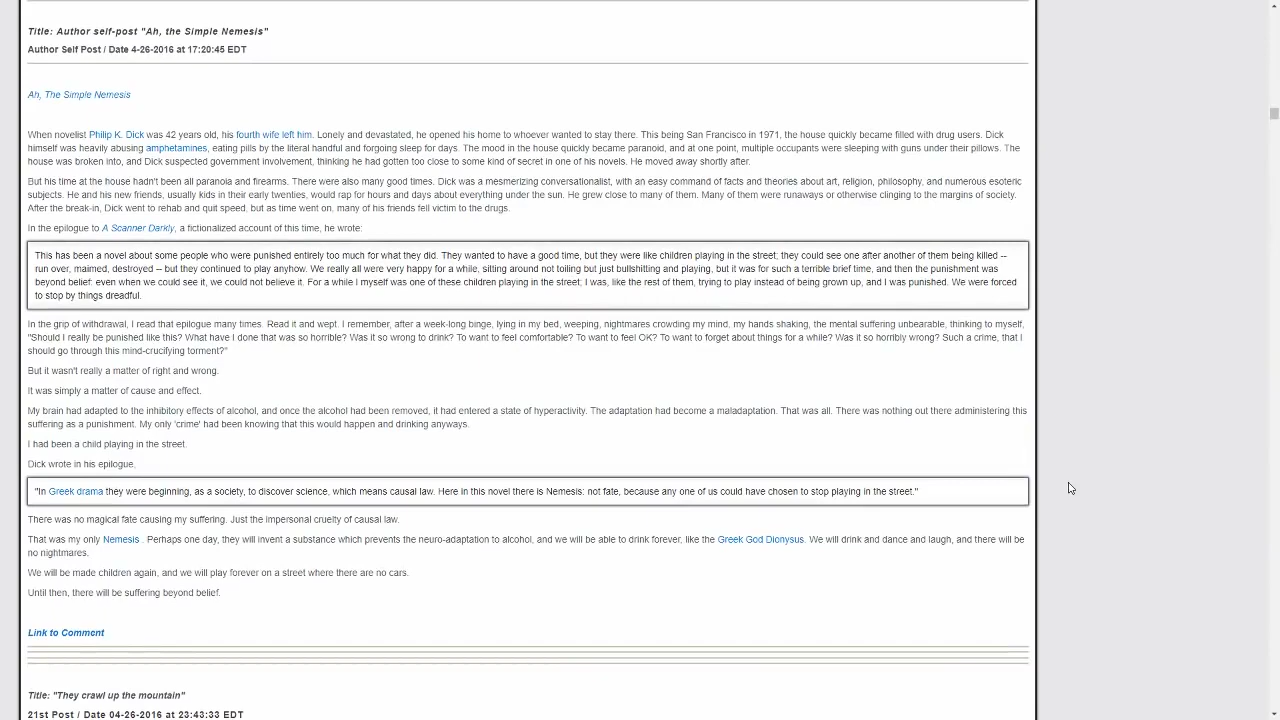 Title: Author self-post "Ah, the Simple Nemesis"
Author Self Post / Date 4-26-2016 at 17:20:45 EDT
Ah, The Simple Nemesis
When novelist Philip K. Dick was 42 years old, his fourth wife left him. Lonely and devastated, he opened his home to whoever wanted to stay there. This being San Francisco in 1971, the house quickly became filled with drug users. Dick
himself was heavily abusing amphetamines, eating pills by the literal handful and forgoing sleep for days. The mood in the house quickly became paranoid, and at one point, multiple occupants were sleeping with guns under their pillows. The
house was broken into, and Dick suspected government involvement, thinking he had gotten too close to some kind of secret in one of his novels. He moved away shortly after.
But his time at the house hadn't been all paranoia and firearms. There were also many good times. Dick was a mesmerizing conversationalist, with an easy command of facts and theories about art, religion, philosophy, and numerous esoteric
subjects. He and his new friends, usually kids in their early twenties, would rap for hours and days about everything under the sun. He grew close to many of them. Many of them were runaways or otherwise clinging to the margins of society.
After the break-in, Dick went to rehab and quit speed, but as time went on, many of his friends fell victim to the drugs.
In the epilogue to A Scanner Darkly, a fictionalized account of this time, he wrote:
This has been a novel about some people who were punished entirely too much for what they did. They wanted to have a good time, but they were like children playing in the street; they could see one after another of them being killed --
run over, maimed, destroyed -- but they continued to play anyhow. We really all were very happy for a while, sitting around not toiling but just bullshitting and playing, but it was for such a terrible brief time, and then the punishment was
beyond belief: even when we could see it, we could not believe it. For a while I myself was one of these children playing in the street; I was, like the rest of them, trying to play instead of being grown up, and I was punished. We were forced
to stop by things dreadful.
In the grip of withdrawal, I read that epilogue many times. Read it and wept. I remember, after a week-long binge, lying in my bed, weeping, nightmares crowding my mind, my hands shaking, the mental suffering unbearable, thinking to myself,
"Should I really be punished like this? What have I done that was so horrible? Was it so wrong to drink? To want to feel comfortable? To want to feel OK? To want to forget about things for a while? Was it so horribly wrong? Such a crime, that I
should go through this mind-crucifying torment?"
But it wasn't really a matter of right and wrong.
It was simply a matter of cause and effect.
My brain had adapted to the inhibitory effects of alcohol, and once the alcohol had been removed, it had entered a state of hyperactivity. The adaptation had become a maladaptation. That was all. There was nothing out there administering this
suffering as a punishment. My only 'crime' had been knowing that this would happen and drinking anyways.
I had been a child playing in the street.
Dick wrote in his epilogue,
"In Greek drama they were beginning, as a society, to discover science, which means causal law. Here in this novel there is Nemesis: not fate, because any one of us could have chosen to stop playing in the street."
There was no magical fate causing my suffering. Just the impersonal cruelty of causal law.
That was my only Nemesis . Perhaps one day, they will invent a substance which prevents the neuro-adaptation to alcohol, and we will be able to drink forever, like the Greek God Dionysus. We will drink and dance and laugh, and there will be
no nightmares.
We will be made children again, and we will play forever on a street where there are no cars.
Until then, there will be suffering beyond belief.
Link to Comment
Title: "They crawl up the mountain"
21st Post / Date 04-26-2016 at 23:43:33 EDT